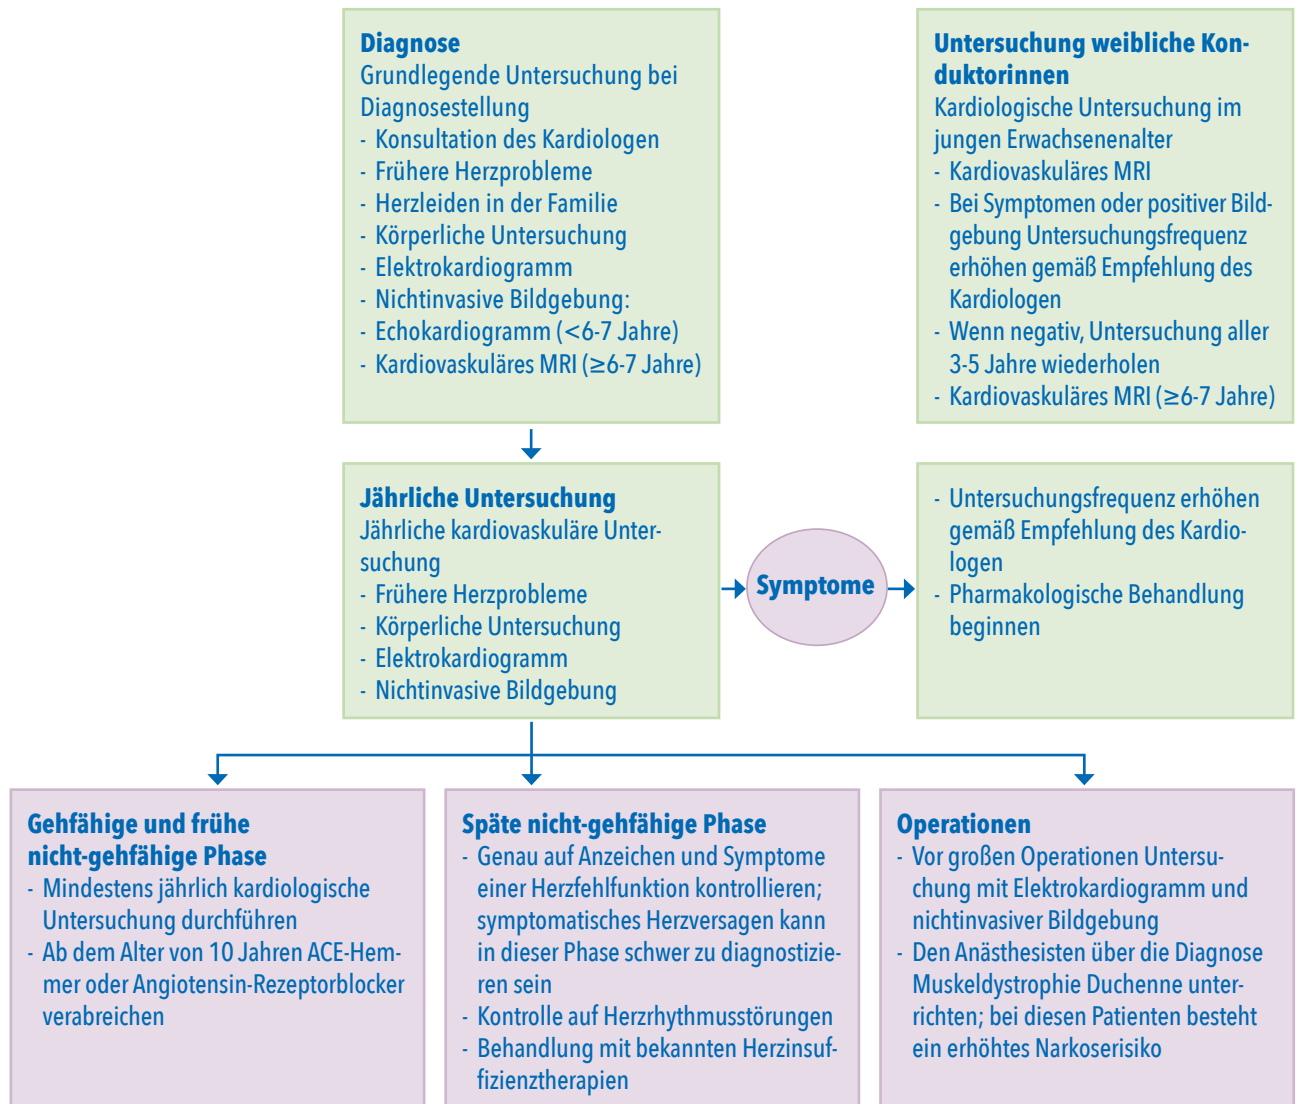 Diagnose
Grundlegende Untersuchung bei
Diagnosestellung
- Konsultation des Kardiologen
- Frühere Herzprobleme
- Herzleiden in der Familie
- Körperliche Untersuchung
- Elektrokardiogramm
- Nichtinvasive Bildgebung:
- Echokardiogramm (<6-7 Jahre)
- Kardiovaskuläres MRI (≥6-7 Jahre)
Untersuchung weibliche Kon-
duktorinnen
Kardiologische Untersuchung im
jungen Erwachsenenalter
- Kardiovaskuläres MRI
- Bei Symptomen oder positiver Bild-
gebung Untersuchungsfrequenz
erhöhen gemäß Empfehlung des
Kardiologen
- Wenn negativ, Untersuchung aller
3-5 Jahre wiederholen
- Kardiovaskuläres MRI (≥6-7 Jahre)
Jährliche Untersuchung
Jährliche kardiovaskuläre Unter-
suchung
- Frühere Herzprobleme
- Körperliche Untersuchung
- Elektrokardiogramm
- Nichtinvasive Bildgebung
Symptome
- Untersuchungsfrequenz erhöhen
gemäß Empfehlung des Kardio-
logen
- Pharmakologische Behandlung
beginnen
Gehfähige und frühe
nicht-gehfähige Phase
- Mindestens jährlich kardiologische
Untersuchung durchführen
- Ab dem Alter von 10 Jahren ACE-Hem-
mer oder Angiotensin-Rezeptorblocker
verabreichen
Späte nicht-gehfähige Phase
- Genau auf Anzeichen und Symptome
einer Herzfehlfunktion kontrollieren;
symptomatisches Herzversagen kann
in dieser Phase schwer zu diagnostizie-
ren sein
- Kontrolle auf Herzrhythmusstörungen
- Behandlung mit bekannten Herzinsuf-
fizienztherapien
Operationen
- Vor großen Operationen Untersu-
chung mit Elektrokardiogramm und
nichtinvasiver Bildgebung
- Den Anästhesisten über die Diagnose
Muskeldystrophie Duchenne unter-
richten; bei diesen Patienten besteht
ein erhöhtes Narkoserisiko